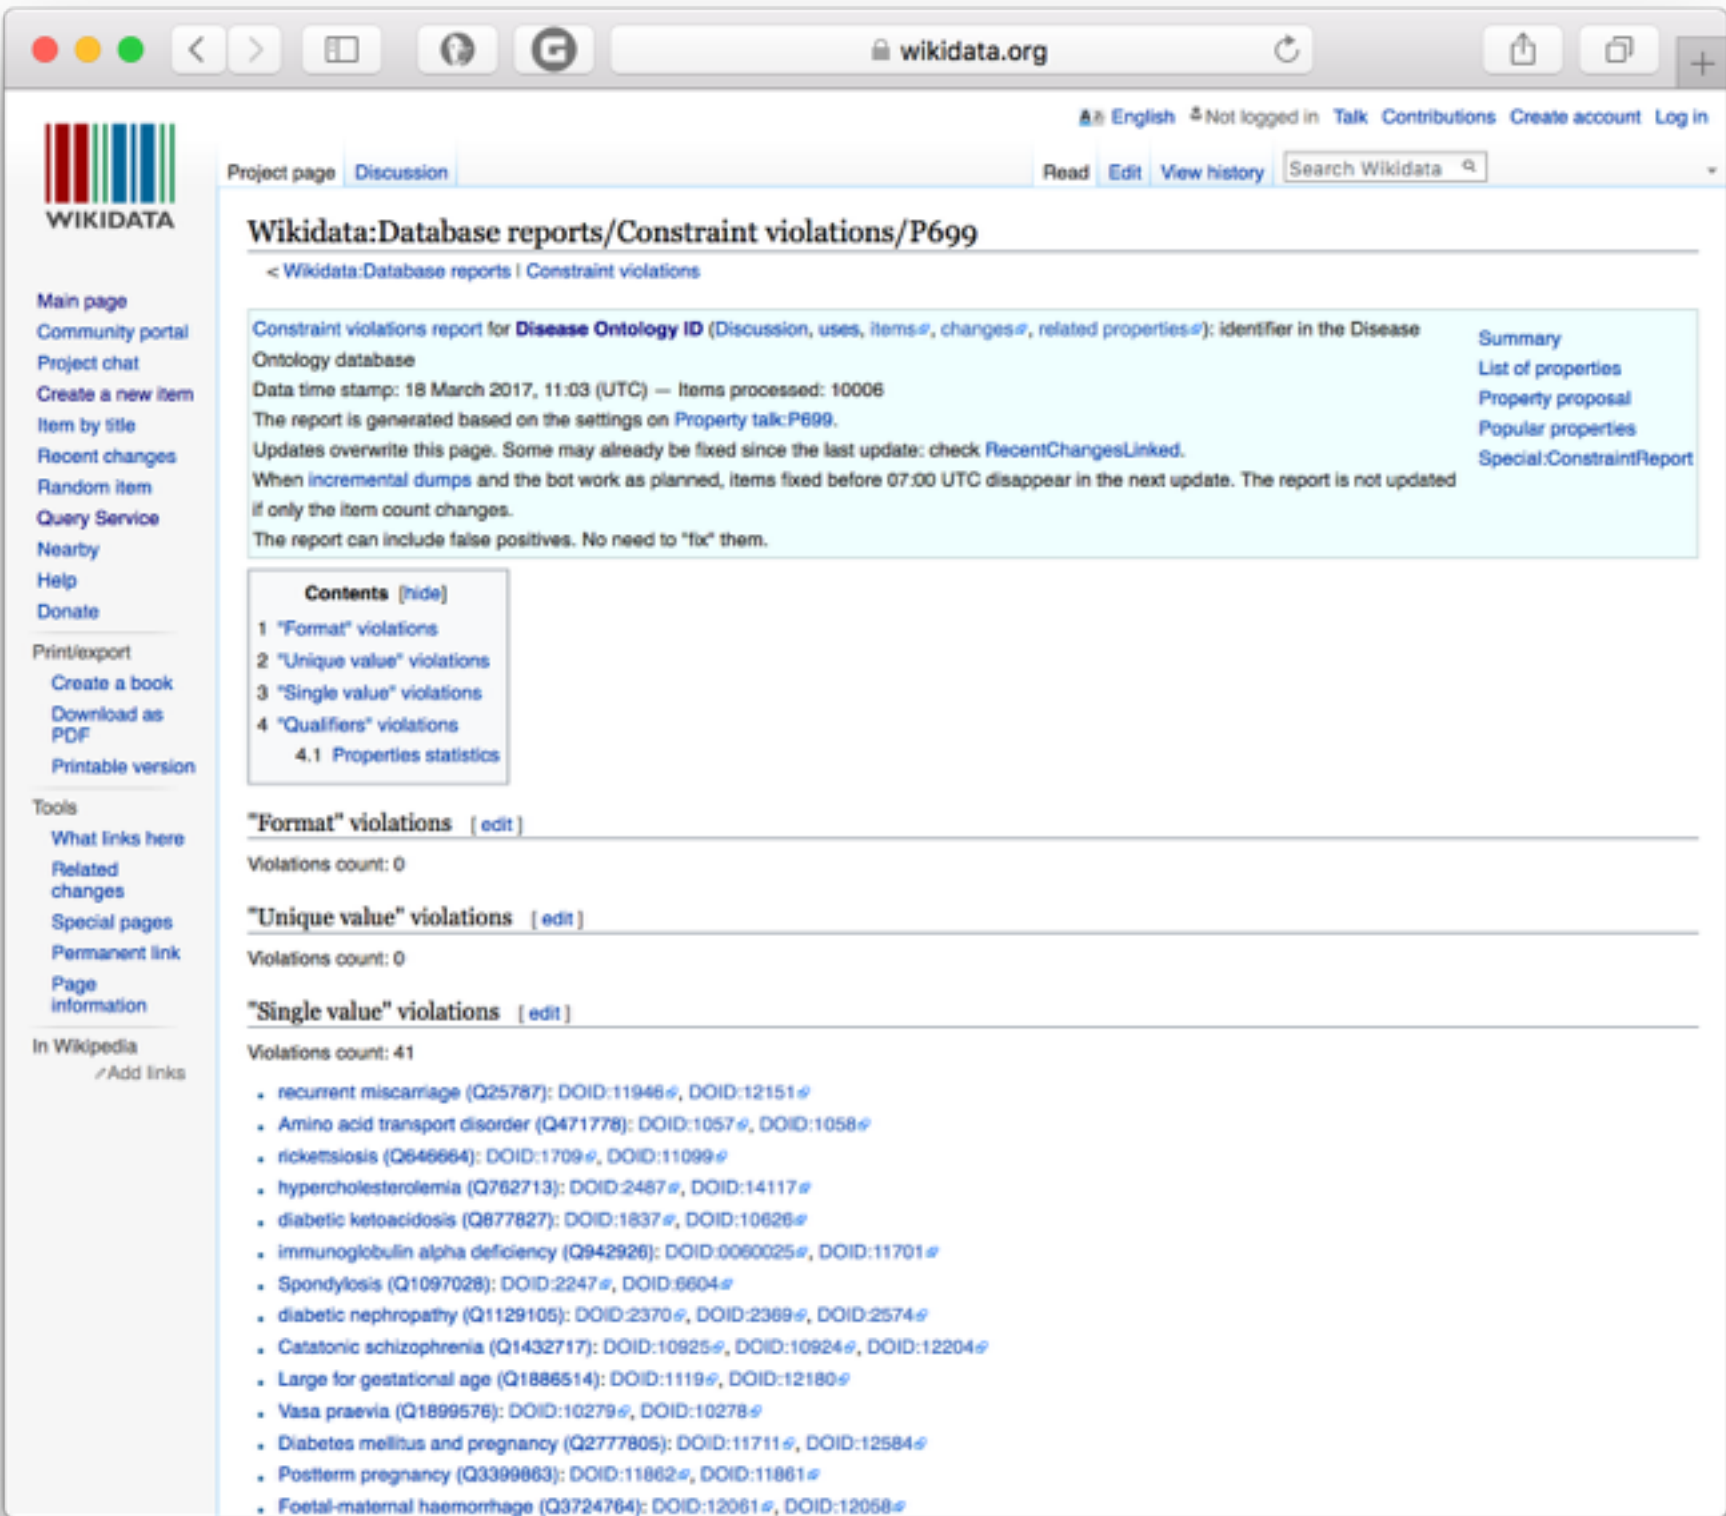 wikidata.org
English Not logged in Talk Contributions Create account Log in
WIKIDATA
Project page Discussion Read Edit View history Search Wikidata
Wikidata:Database reports/Constraint violations/P699
< Wikidata:Database reports | Constraint violations
Main page
Community portal
Project chat
Create a new item
Item by title
Recent changes
Random item
Query Service
Nearby
Help
Donate
Print/export
Create a book
Download as
PDF
Printable version
Tools
What links here
Related
changes
Special pages
Permanent link
Page
information
In Wikipedia
Add links
Constraint violations report for Disease Ontology ID (Discussion, uses, items, changes, related properties): identifier in the Disease
Ontology database
Data time stamp: 18 March 2017, 11:03 (UTC) — Items processed: 10006
The report is generated based on the settings on Property talk:P699.
Updates overwrite this page. Some may already be fixed since the last update: check RecentChangesLinked.
When incremental dumps and the bot work as planned, items fixed before 07:00 UTC disappear in the next update. The report is not updated
if only the item count changes.
The report can include false positives. No need to "fix" them.
Summary
List of properties
Property proposal
Popular properties
Special:ConstraintReport
Contents [hide]
1 "Format" violations
2 "Unique value" violations
3 "Single value" violations
4 "Qualifiers" violations
4.1 Properties statistics
"Format" violations [ edit ]
Violations count: 0
"Unique value" violations [ edit ]
Violations count: 0
"Single value" violations [ edit ]
Violations count: 41
recurrent miscarriage (Q25787): DOID:11946, DOID:12151
Amino acid transport disorder (Q471778): DOID:1057, DOID:1058
rickettsiosis (Q646664): DOID:1709, DOID:11099
hypercholesterolemia (Q762713): DOID:2487, DOID:14117
diabetic ketoacidosis (Q877827): DOID:1837, DOID:10626
immunoglobulin alpha deficiency (Q942926): DOID:0060025, DOID:11701
Spondylosis (Q1097028): DOID:2247, DOID:6604
diabetic nephropathy (Q1129105): DOID:2370, DOID:2369, DOID:2574
Catatonic schizophrenia (Q1432717): DOID:10925, DOID:10924, DOID:12204
Large for gestational age (Q1886514): DOID:1119, DOID:12180
Vasa praevia (Q1899576): DOID:10279, DOID:10278
Diabetes mellitus and pregnancy (Q2777805): DOID:11711, DOID:12584
Postterm pregnancy (Q3399863): DOID:11862, DOID:11861
Foetal-maternal haemorrhage (Q3724764): DOID:12061, DOID:12058